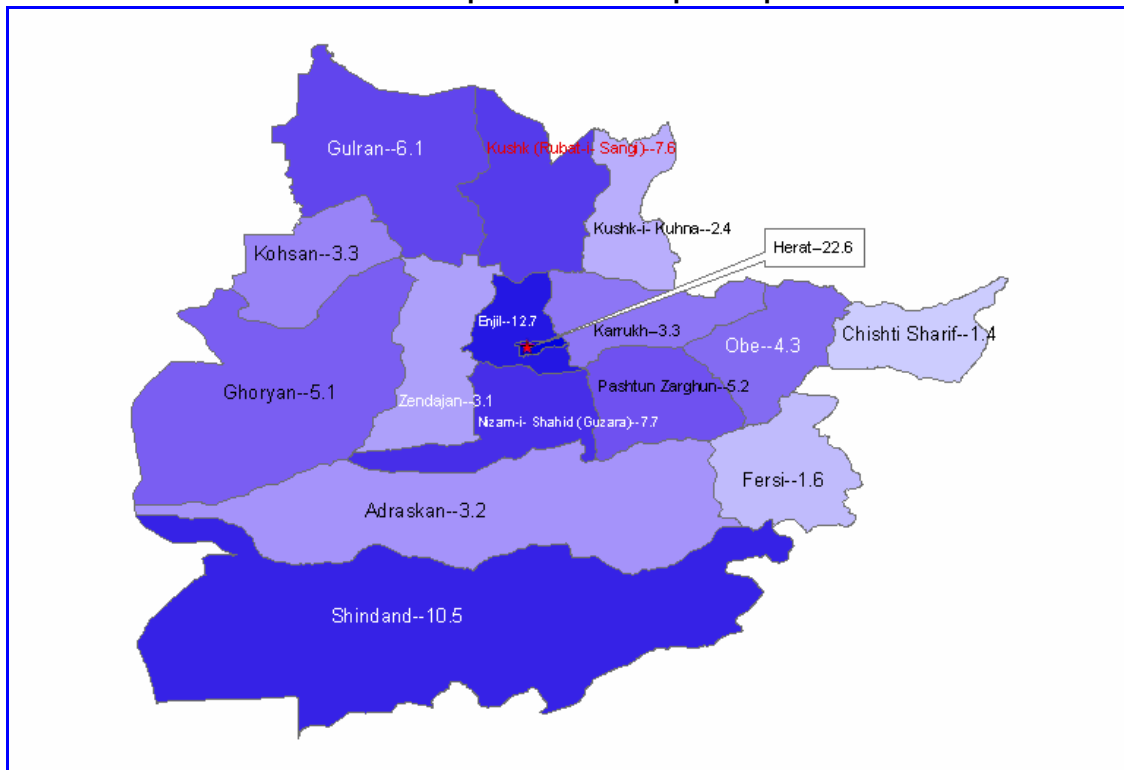 Gulran--6.1
Kushk (Rubat-i- Sangi)--7.6
Kushk-i- Kuhna--2.4
Herat--22.6
Kohsan--3.3
Enjil--12.7
Karrukh--3.3
Chishti Sharif--1.4
Obe--4.3
Ghoryan--5.1
Zendajan--3.1
Pashtun Zarghun--5.2
Nizam-i- Shahid (Guzara)--7.7
Fersi--1.6
Adraskan--3.2
Shindand--10.5